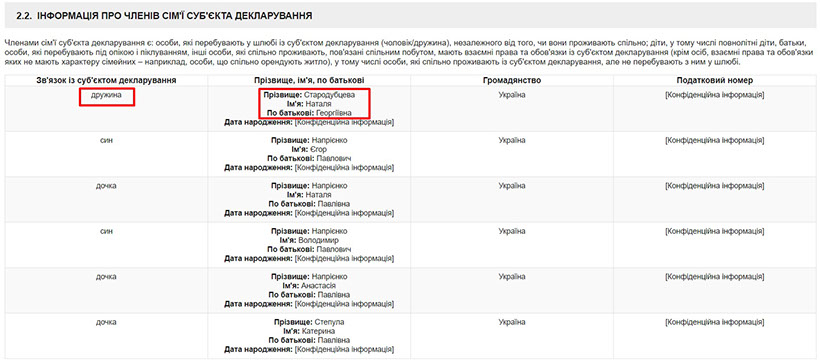 2.2. ІНФОРМАЦІЯ ПРО ЧЛЕНІВ СІМ'Ї СУБ'ЄКТА ДЕКЛАРУВАННЯ
Членами сім'ї суб'єкта декларування є: особи, які перебувають у шлюбі із суб'єктом декларування (чоловік/дружина), незалежного від того, чи вони проживають спільно; діти, у тому числі повнолітні діти, батьки,
особи, які перебувають під опікою і піклуванням, інші особи, які спільно проживають, пов'язані спільним побутом, мають взаємні права та обов'язки із суб'єктом декларування (крім осіб, взаємні права та обов'язки
яких не мають характеру сімейних – наприклад, особи, що спільно орендують житло), у тому числі особи, які спільно проживають із суб'єктом декларування, але не перебувають з ним у шлюбі.
Зв'язок із суб'єктом декларування Прізвище, ім'я, по батькові Громадянство Податковий номер
дружина Прізвище: Стародубцева Україна [Конфіденційна інформація]
Ім'я: Наталя
По батькові: Георгіївна
Дата народження: [Конфіденційна інформація]
син Прізвище: Напрієнко Україна [Конфіденційна інформація]
Ім'я: Єгор
По батькові: Павлович
Дата народження: [Конфіденційна інформація]
дочка Прізвище: Напрієнко Україна [Конфіденційна інформація]
Ім'я: Наталя
По батькові: Павлівна
Дата народження: [Конфіденційна інформація]
син Прізвище: Напрієнко Україна [Конфіденційна інформація]
Ім'я: Володимир
По батькові: Павлович
Дата народження: [Конфіденційна інформація]
дочка Прізвище: Напрієнко Україна [Конфіденційна інформація]
Ім'я: Анастасія
По батькові: Павлівна
Дата народження: [Конфіденційна інформація]
дочка Прізвище: Степула Україна [Конфіденційна інформація]
Ім'я: Катерина
По батькові: Павлівна
Дата народження: [Конфіденційна інформація]